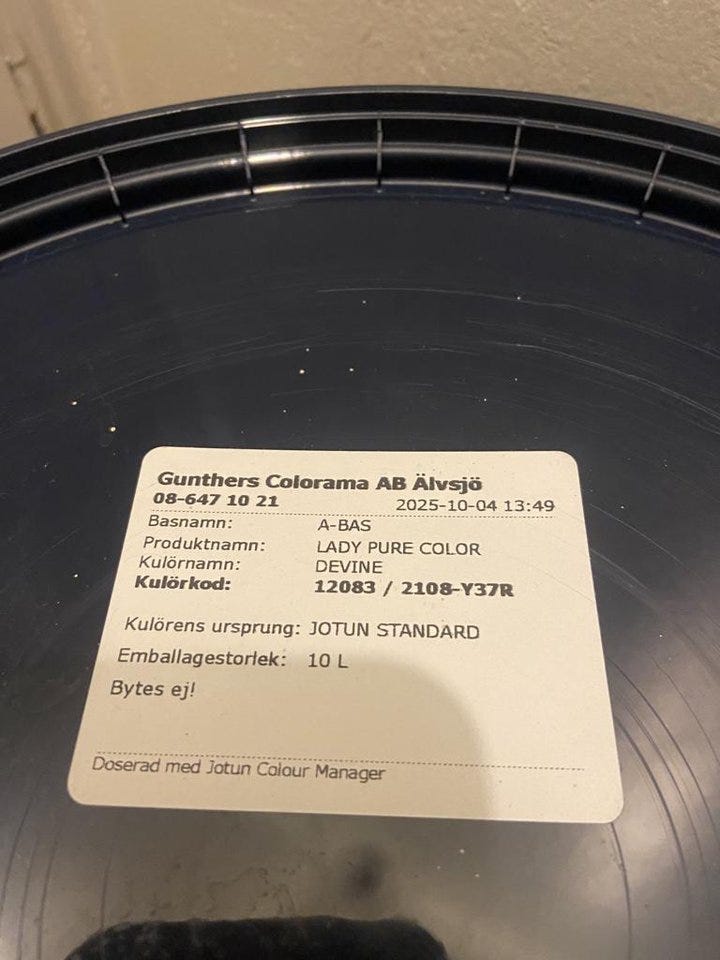 Gunthers Colorama AB Älvsjö
08-647 10 21 2025-10-04 13:49
Basnamn: A-BAS
Produktnamn: LADY PURE COLOR
Kulörnamn: DEVINE
Kulörkod: 12083 / 2108-Y37R
Kulörens ursprung: JOTUN STANDARD
Emballagestorlek: 10 L
Bytes ej!
Doserad med Jotun Colour Manager